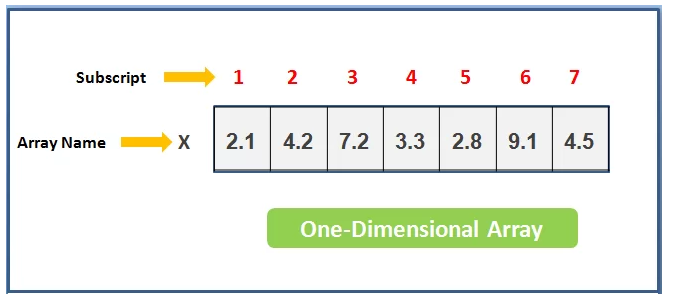 Subscript 1 2 3 4 5 6 7
Array Name X 2.1 4.2 7.2 3.3 2.8 9.1 4.5
One-Dimensional Array